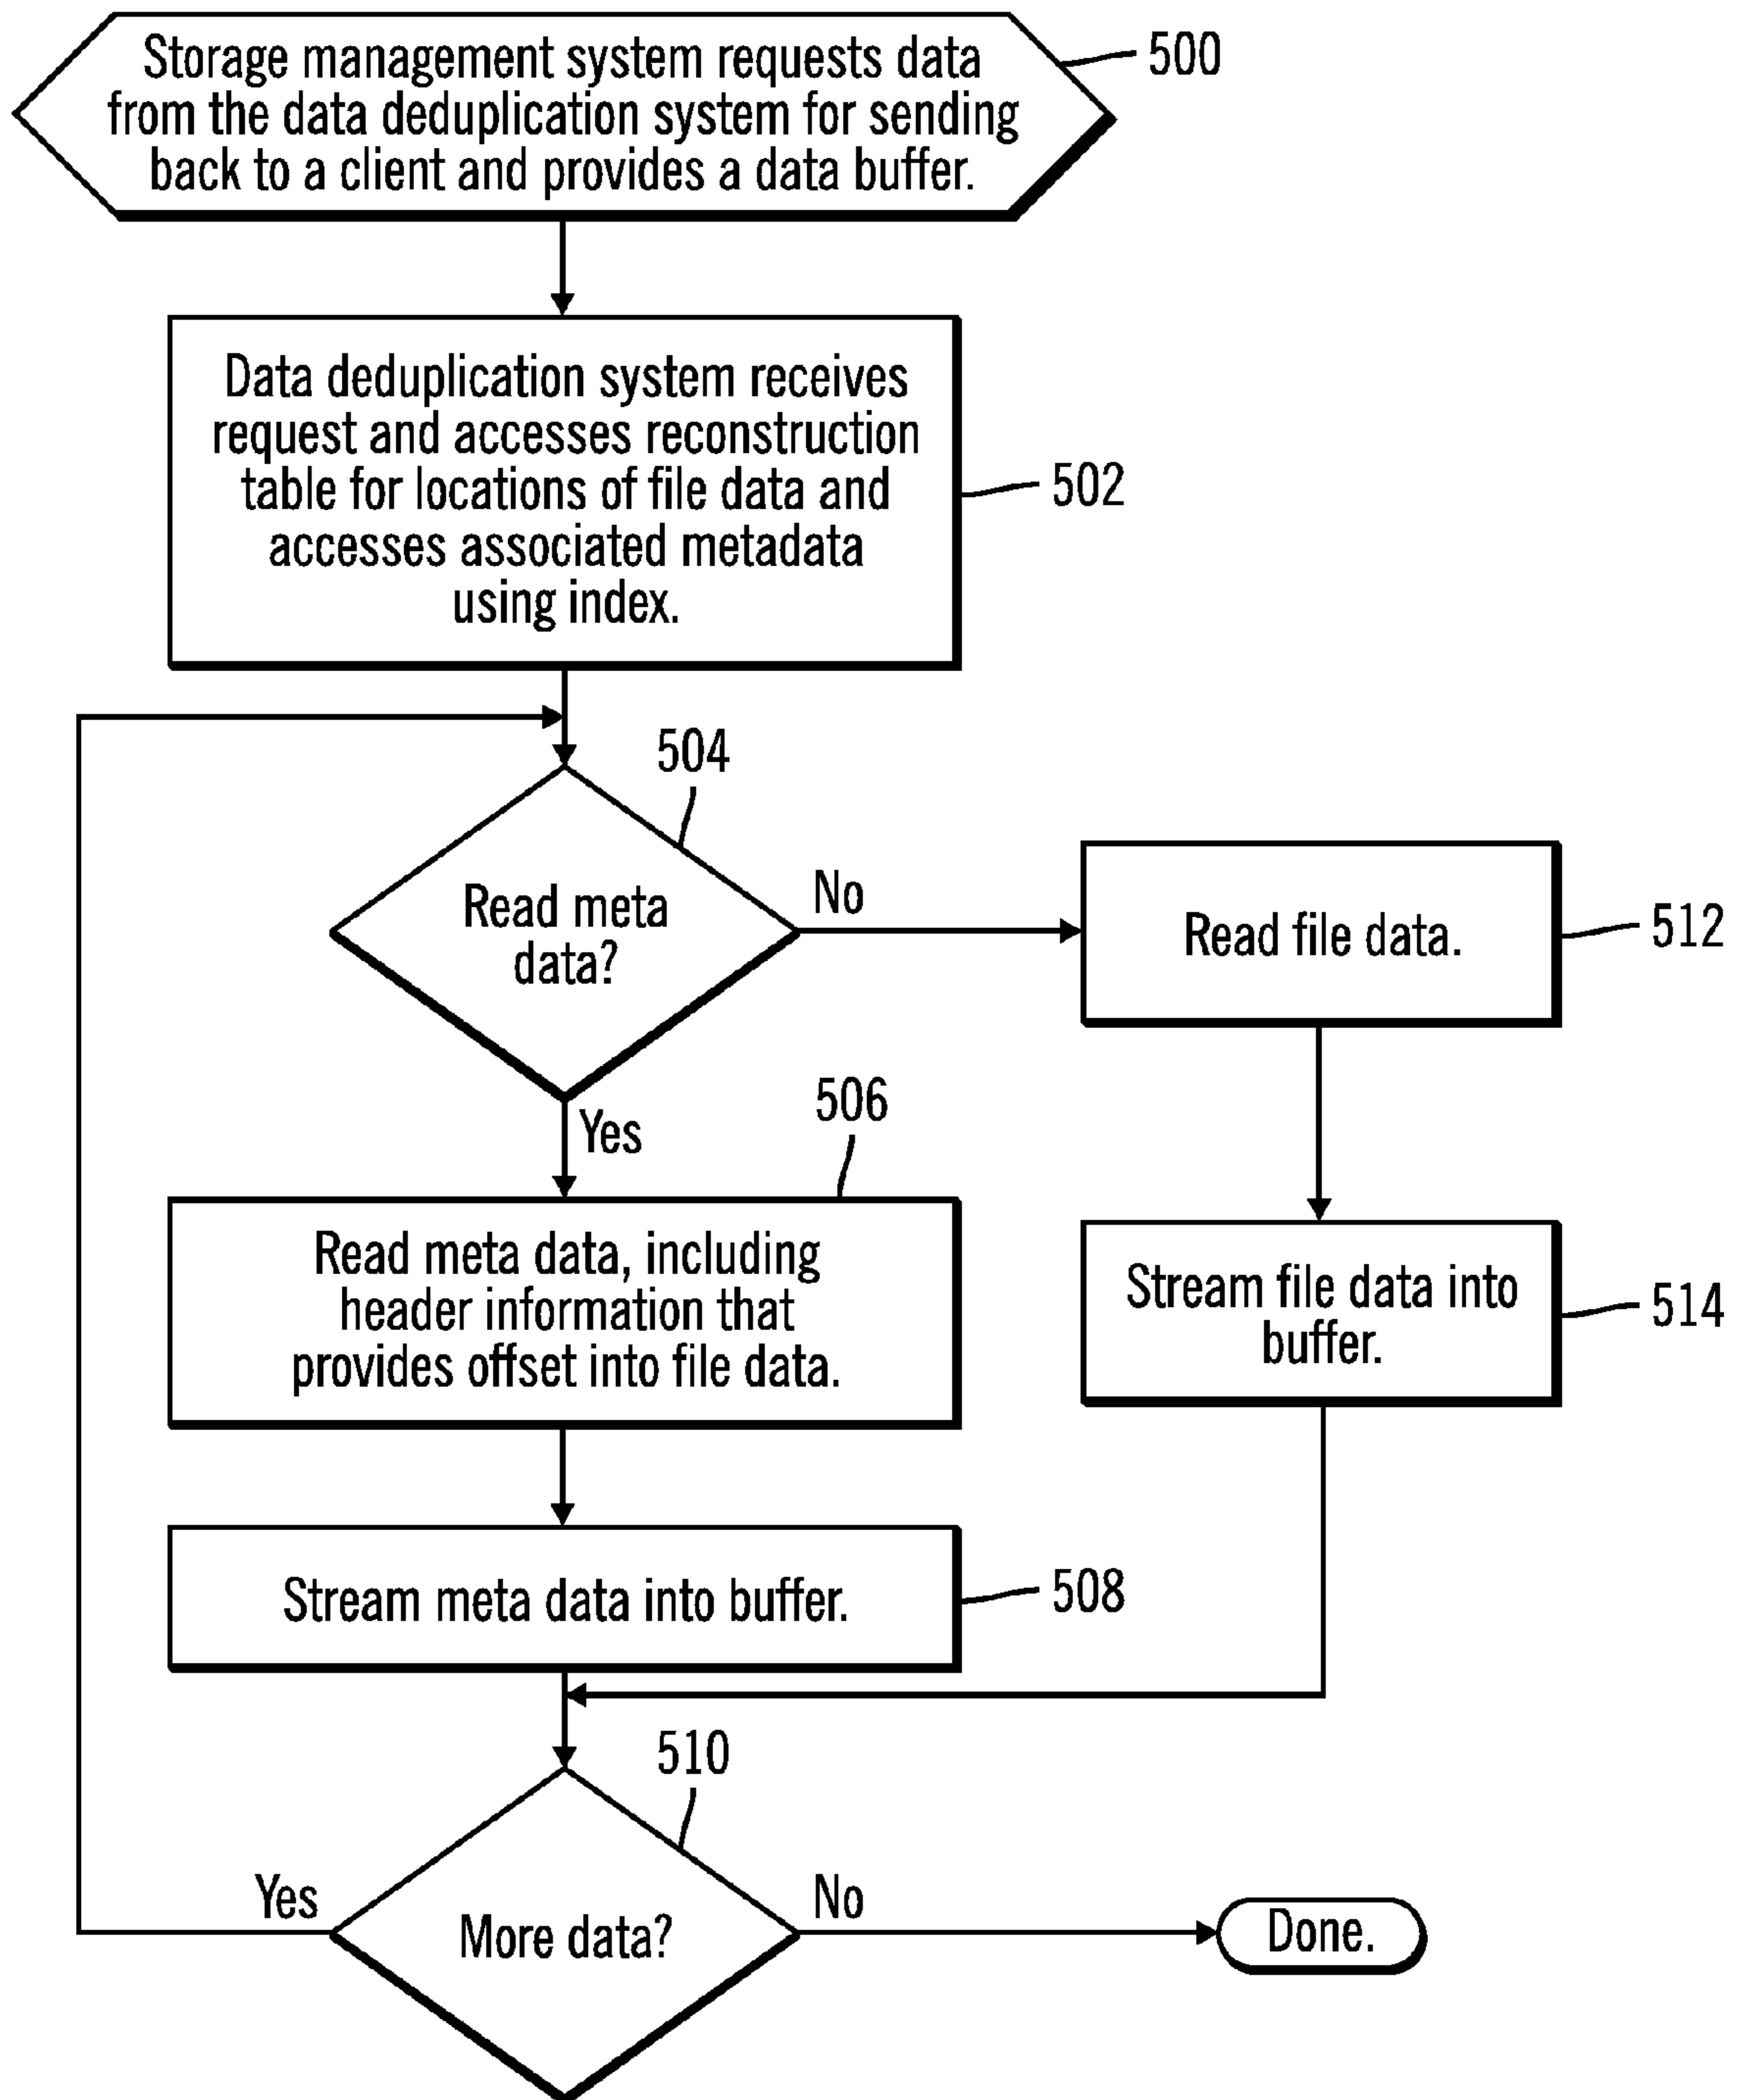 Storage management system requests data
from the data deduplication system for sending
back to a client and provides a data buffer.
500
Data deduplication system receives
request and accesses reconstruction
table for locations of file data and
accesses associated metadata
using index.
502
504
Read meta
data?
No
Read file data.
512
Yes
506
Read meta data, including
header information that
provides offset into file data.
Stream file data into
buffer.
514
Stream meta data into buffer.
508
510
Yes
More data?
No
Done.